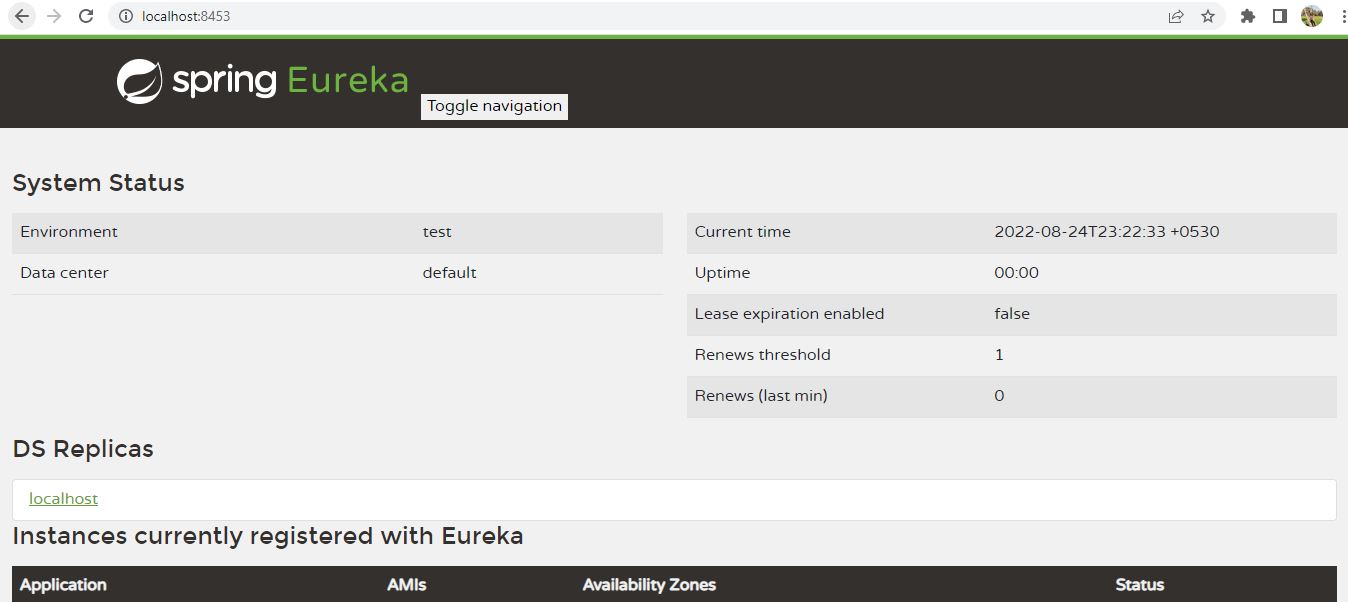 localhost:8453
spring Eureka
Toggle navigation
System Status
Environment test
Data center default
Current time 2022-08-24T23:22:33 +0530
Uptime 00:00
Lease expiration enabled false
Renews threshold 1
Renews (last min) 0
DS Replicas
localhost
Instances currently registered with Eureka
Application AMIs Availability Zones Status